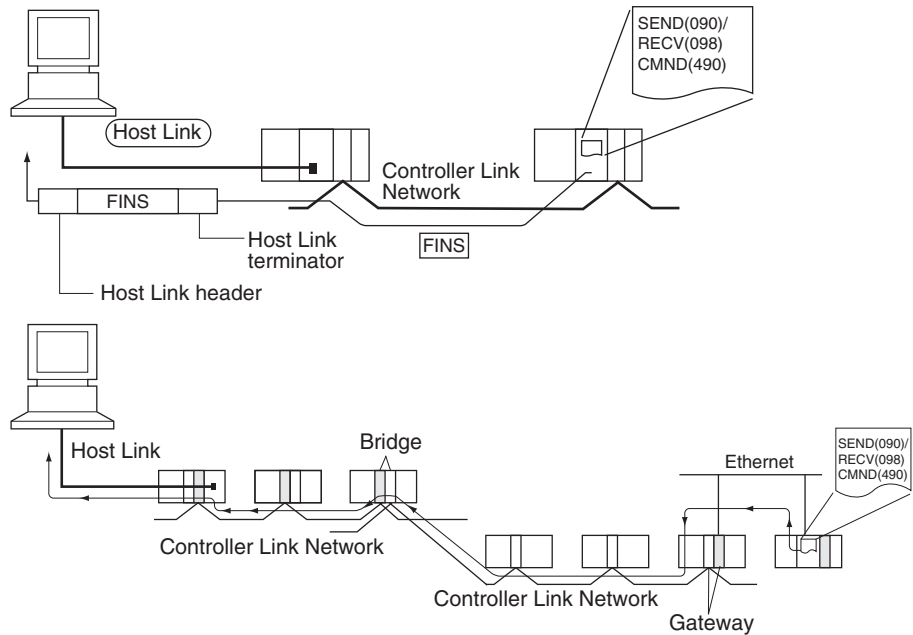 SEND(090)/
RECV(098)
CMND(490)
Host Link
Controller Link
Network
FINS
Host Link
terminator
FINS
Host Link header
Host Link
Bridge
Ethernet
SEND(090)/
RECV(098)
CMND(490)
Controller Link Network
Controller Link Network
Gateway